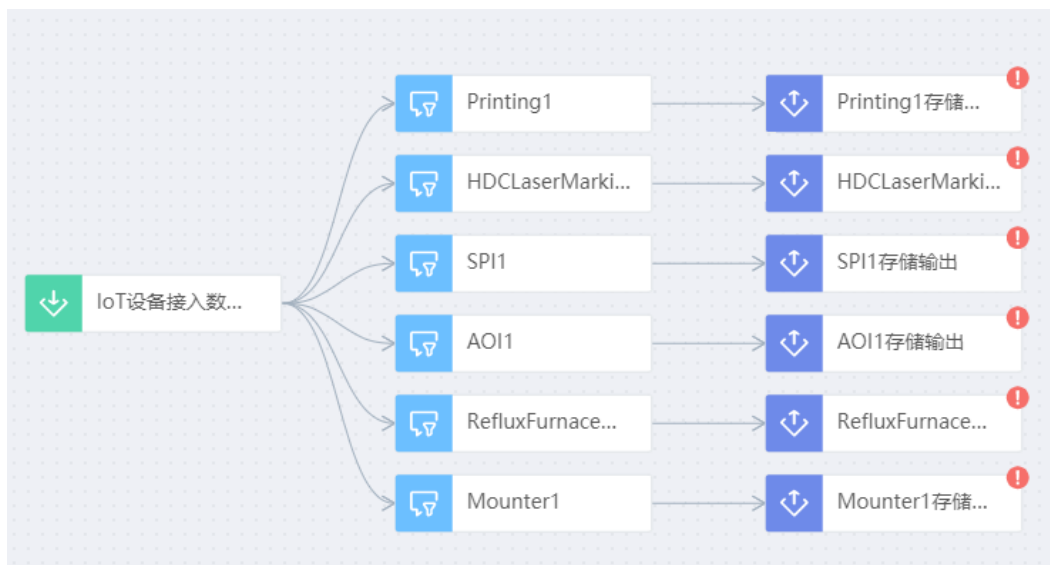 Printing1
Printing1存储...
HDCLaserMarki...
HDCLaserMarki...
SPI1
SPI1存储输出
IoT设备接入数...
AOI1
AOI1存储输出
RefluxFurnace...
RefluxFurnace...
Mounter1
Mounter1存储...